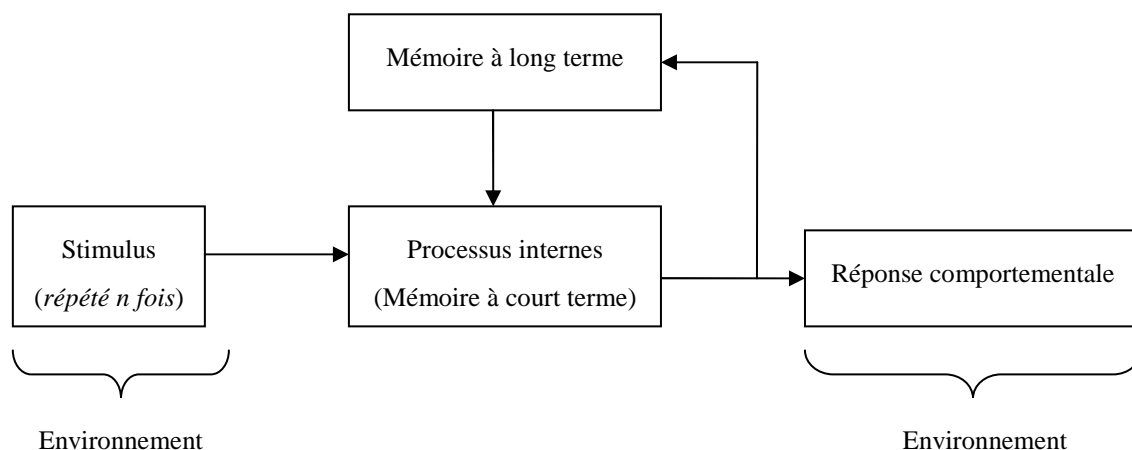 Mémoire à long terme
Stimulus
(répété n fois)
Processus internes
(Mémoire à court terme)
Réponse comportementale
Environnement
Environnement